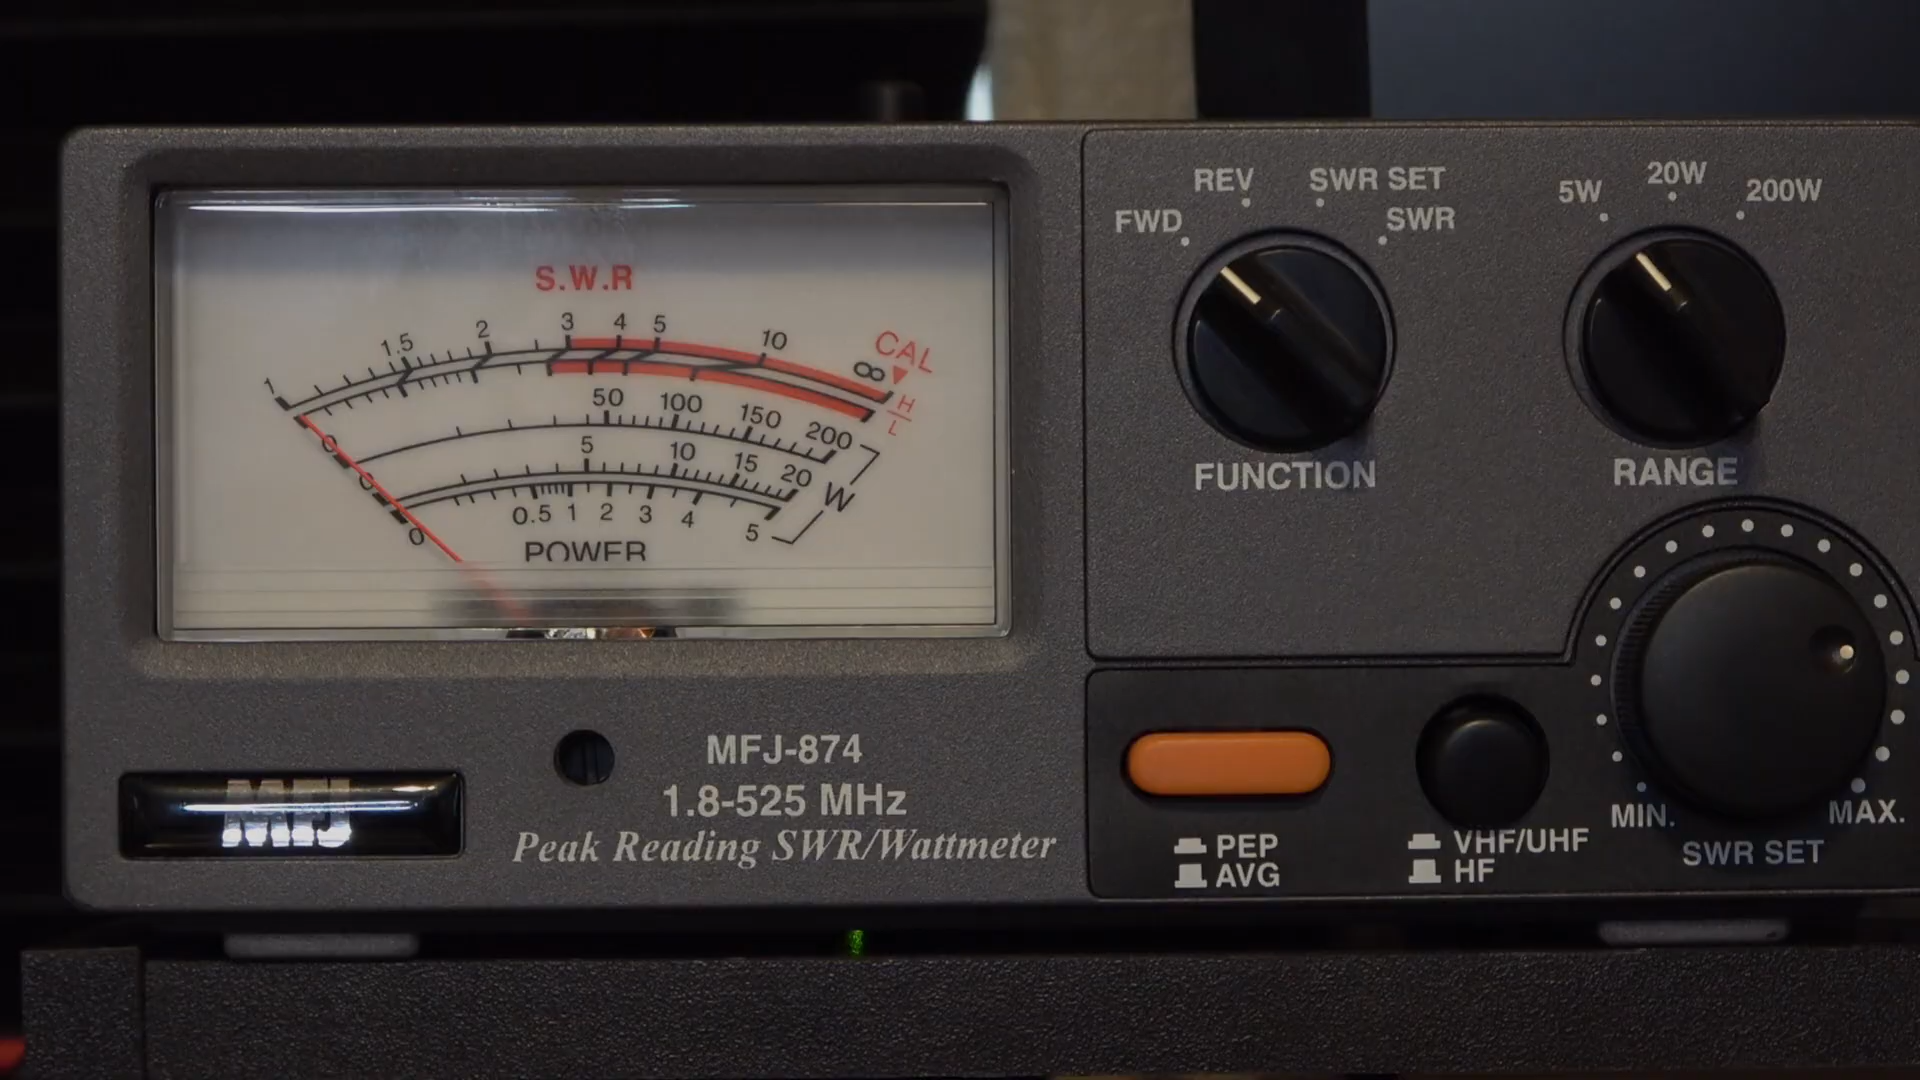 S.W.R
1 1.5 2 3 4 5 10 ∞ CAL
H
L
0 50 100 150 200
0 5 10 15 20 W
0 0.5 1 2 3 4 5
POWER
FWD REV SWR SET SWR
FUNCTION
5W 20W 200W
RANGE
MFJ
MFJ-874
1.8-525 MHz
Peak Reading SWR/Wattmeter
PEP
AVG
VHF/UHF
HF
MIN. MAX.
SWR SET